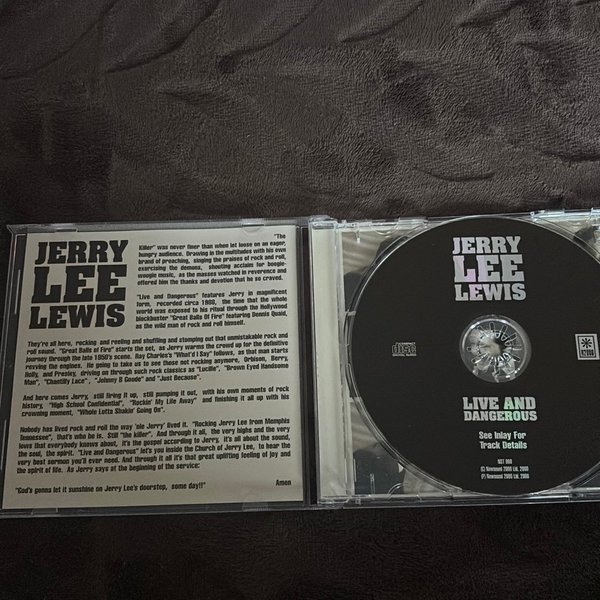 JERRY
LEE
LEWIS
"The
Killer" was never finer than when let loose on an eager,
hungry audience. Drawing in the multitudes with his own
brand of preaching, singing the praises of rock and roll,
exorcising the demons, shouting acclaim for boogie-
woogie music, as the masses watched in reverence and
offered him the thanks and devotion that he so craved.
"Live and Dangerous" features Jerry in magnificent
form, recorded circa 1980, the time that the whole
world was exposed to his ritual through the Hollywood
blockbuster "Great Balls Of Fire" featuring Dennis Quaid,
as the wild man of rock and roll himself.
They're all here, rocking and reeling and shuffling and stomping out that unmistakable rock and
roll sound. "Great Balls of Fire" starts the set, as Jerry warms the crowd up for the definitive
journey through the late 1950's scene. Ray Charles's "What'd I Say" follows, as that man starts
revving the engines. He going to take us to see those not rocking anymore, Orbison, Berry,
Holly, and Presley, driving on through such rock classics as "Lucille", "Brown Eyed Handsome
Man", "Chantilly Lace" , "Johnny B Goode" and "Just Because".
And here comes Jerry, still firing up, still pumping it out, with his own moments of rock
history, "High School Confidential", "Rockin" My Life Away" and finishing it all up with his
crowning moment, "Whole Lotta Shakin' Going On".
Nobody has lived rock and roll the way 'ole Jerry' lived it. "Rocking Jerry Lee from Memphis
Tennessee", that's who he is. Still "the killer". And through it all, the very highs and the very
lows that everybody knows about, it's the gospel according to Jerry, it's all about the sound,
the soul, the spirit. "Live and Dangerous" let's you inside the Church of Jerry Lee, to hear the
very best sermon you'll ever need. And through it all it's that great uplifting feeling of joy and
the spirit of life. As Jerry says at the beginning of the service:
"God's gonna let it sunshine on Jerry Lee's doorstep, some day!!" Amen
JERRY
LEE
LEWIS
COMPACT
disc
LIVE AND
DANGEROUS
See Inlay For
Track Details
NOT 090
(C) Newsound 2000 Ltd. 2000
(P) Newsound 2000 Ltd. 2000